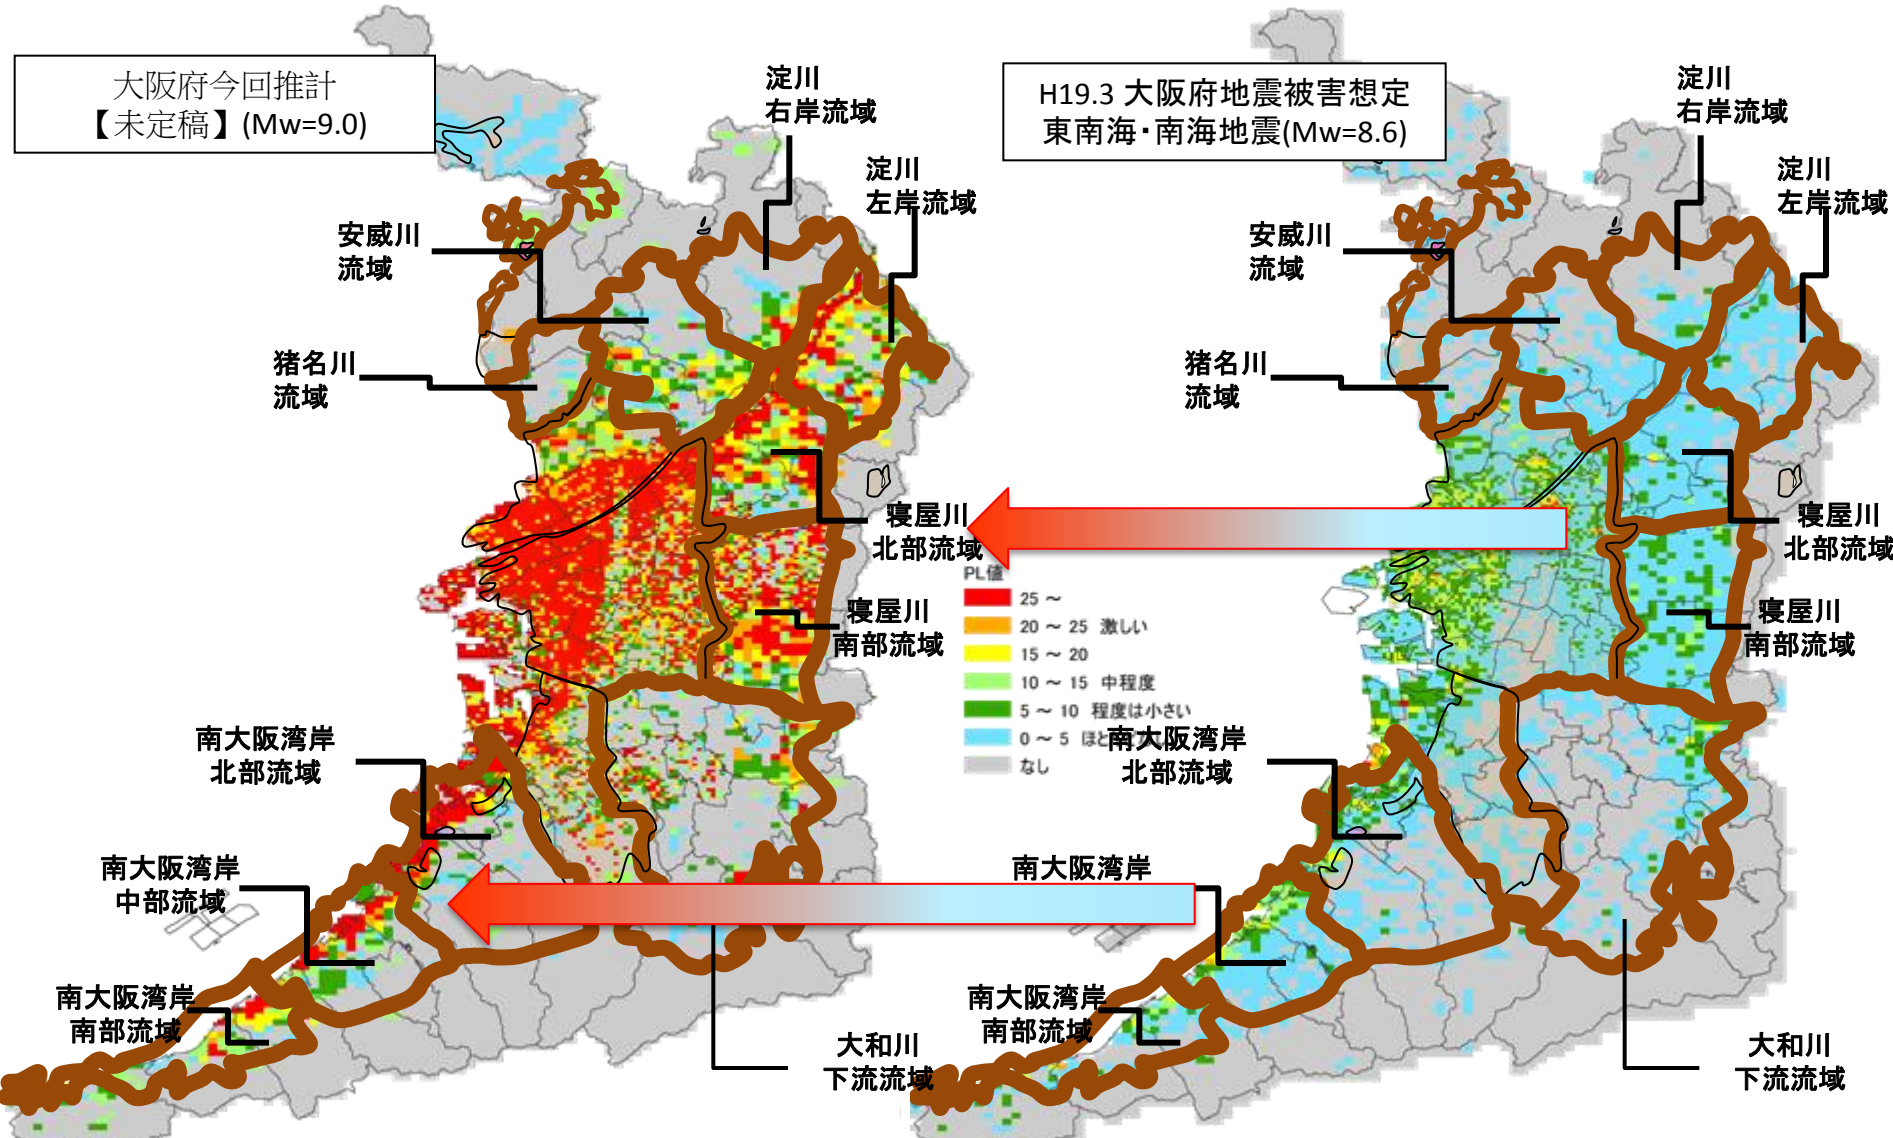 大阪府今回推計
【未定稿】(Mw=9.0)
淀川
右岸流域
淀川
左岸流域
安威川
流域
猪名川
流域
寝屋川
北部流域
寝屋川
南部流域
南大阪湾岸
北部流域
南大阪湾岸
中部流域
南大阪湾岸
南部流域
大和川
下流流域
PL値
25 ～
20 ～ 25 激しい
15 ～ 20
10 ～ 15 中程度
5 ～ 10 程度は小さい
0 ～ 5 ほと
なし
H19.3 大阪府地震被害想定
東南海・南海地震(Mw=8.6)
淀川
右岸流域
淀川
左岸流域
安威川
流域
猪名川
流域
寝屋川
北部流域
寝屋川
南部流域
南大阪湾岸
北部流域
南大阪湾岸
南大阪湾岸
南部流域
大和川
下流流域